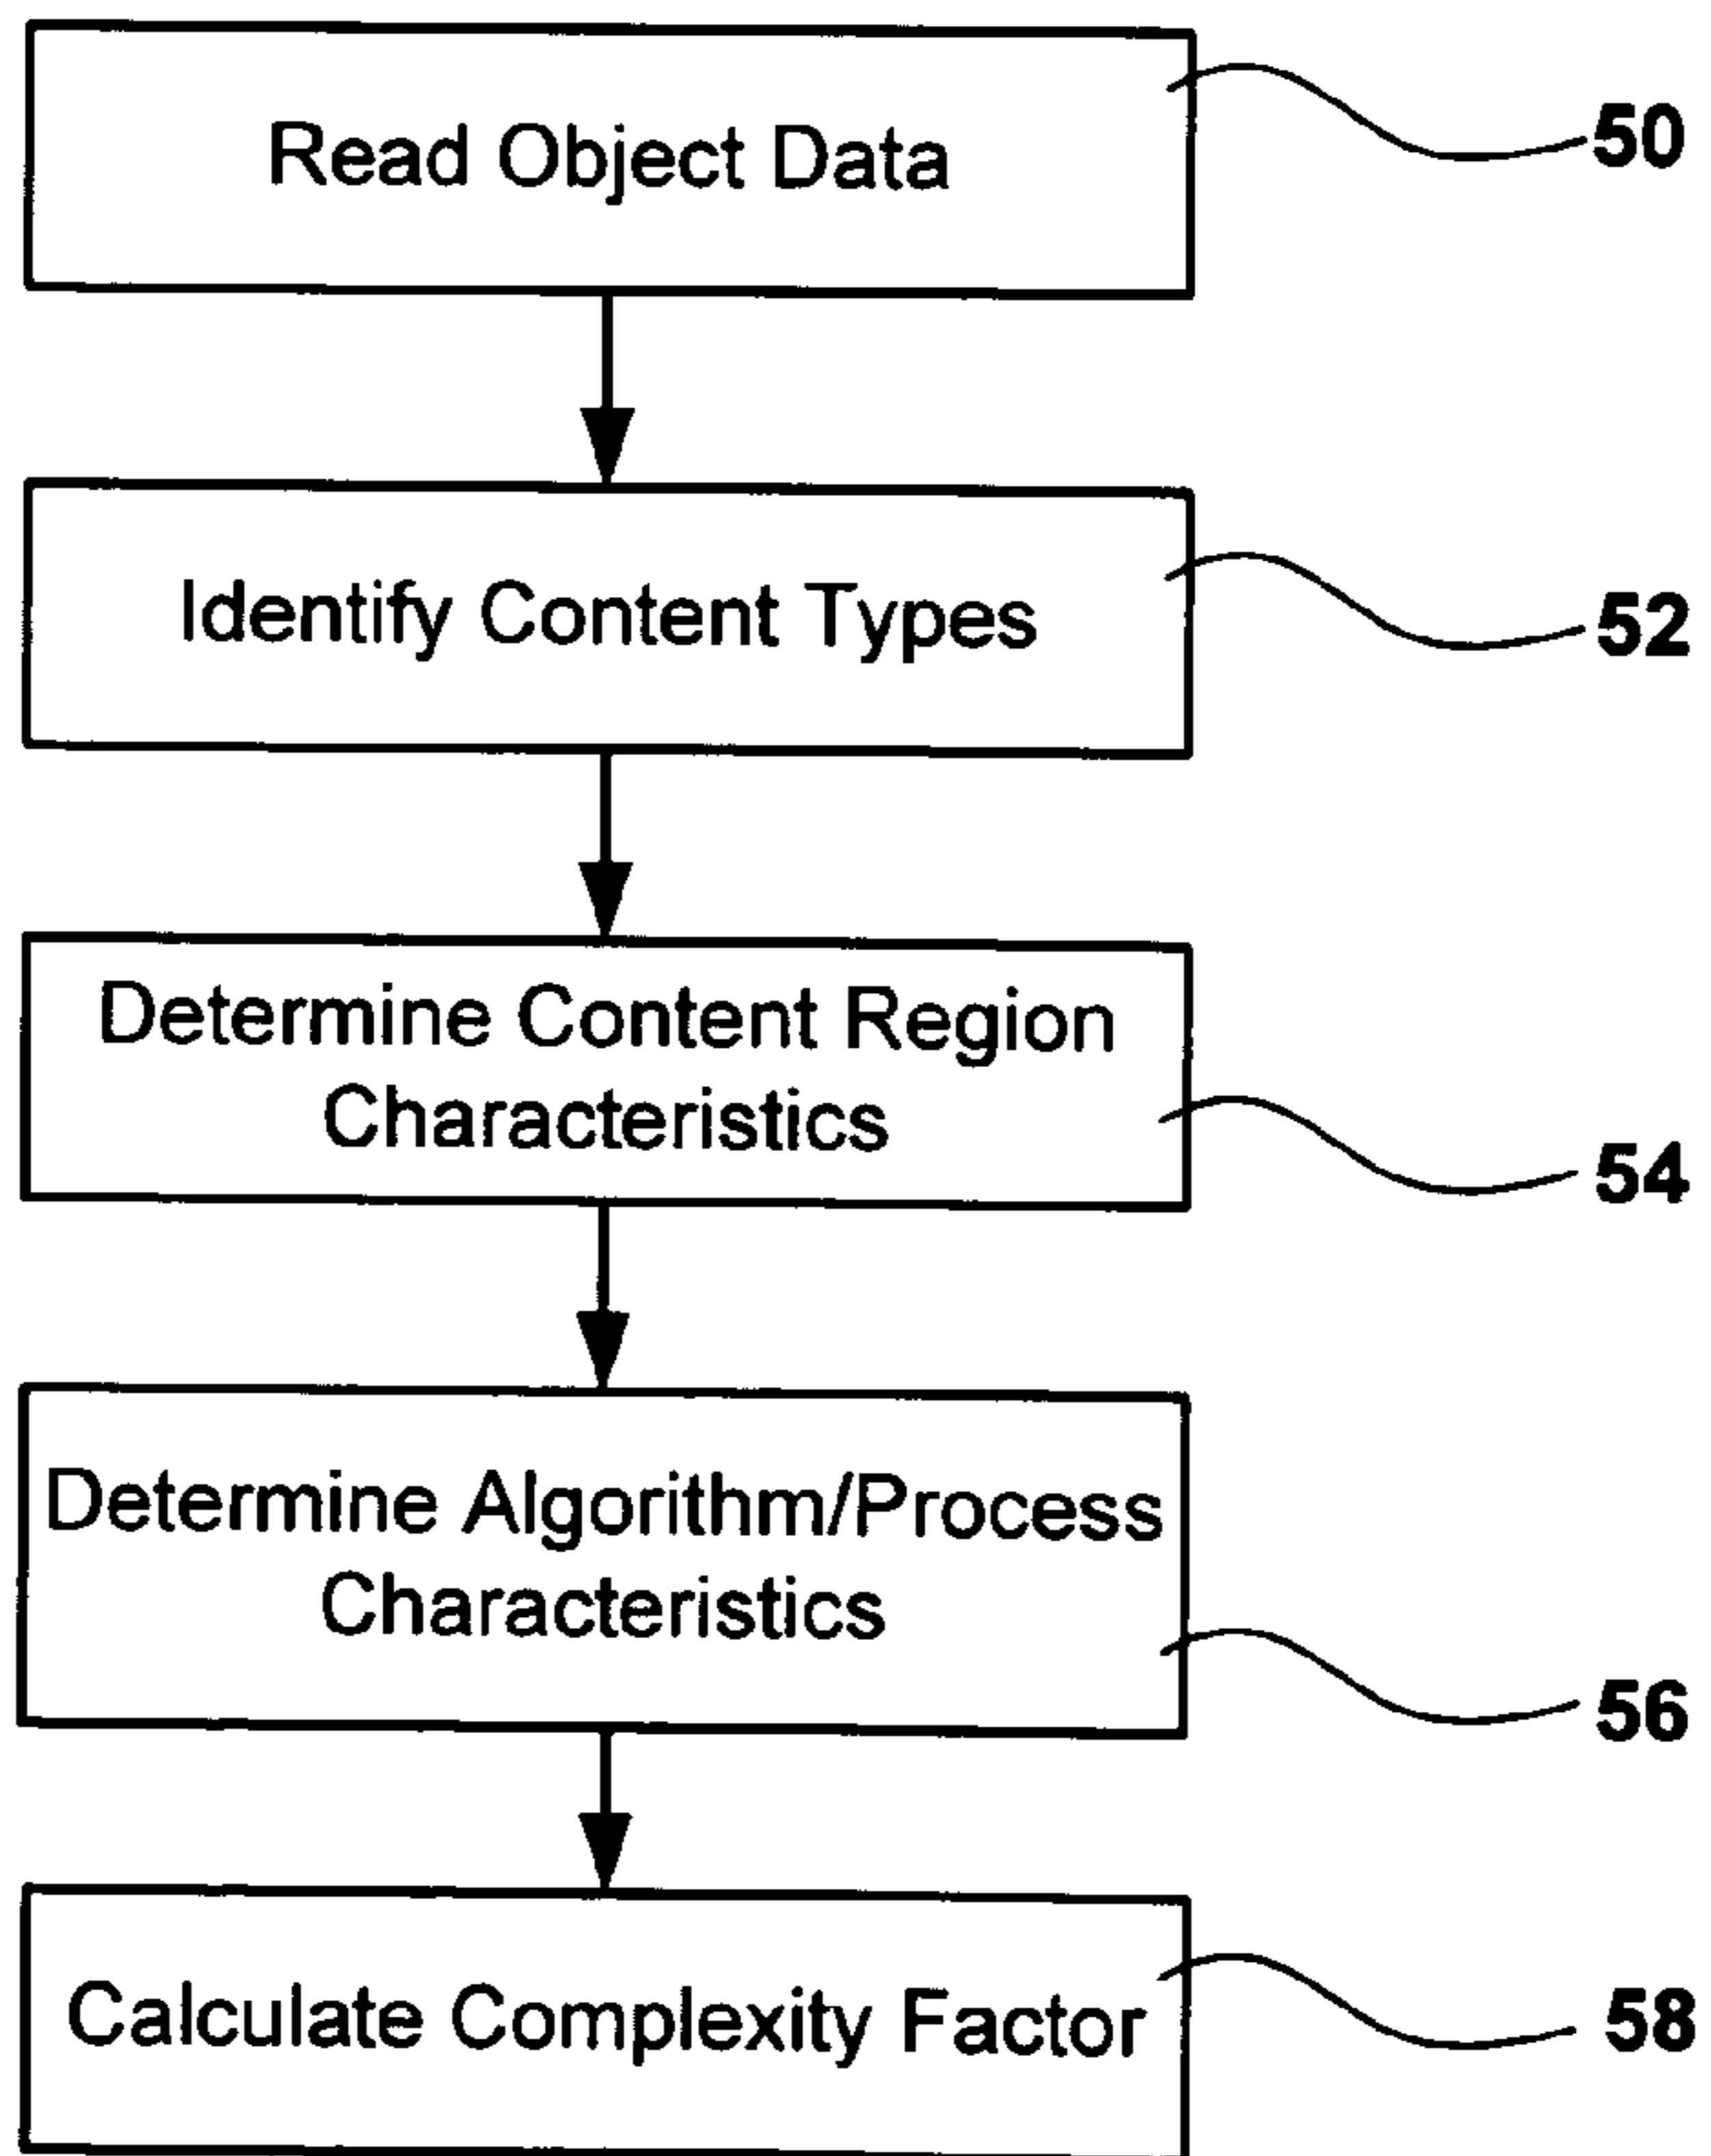 Read Object Data
50
Identify Content Types
52
Determine Content Region
Characteristics
54
Determine Algorithm/Process
Characteristics
56
Calculate Complexity Factor
58